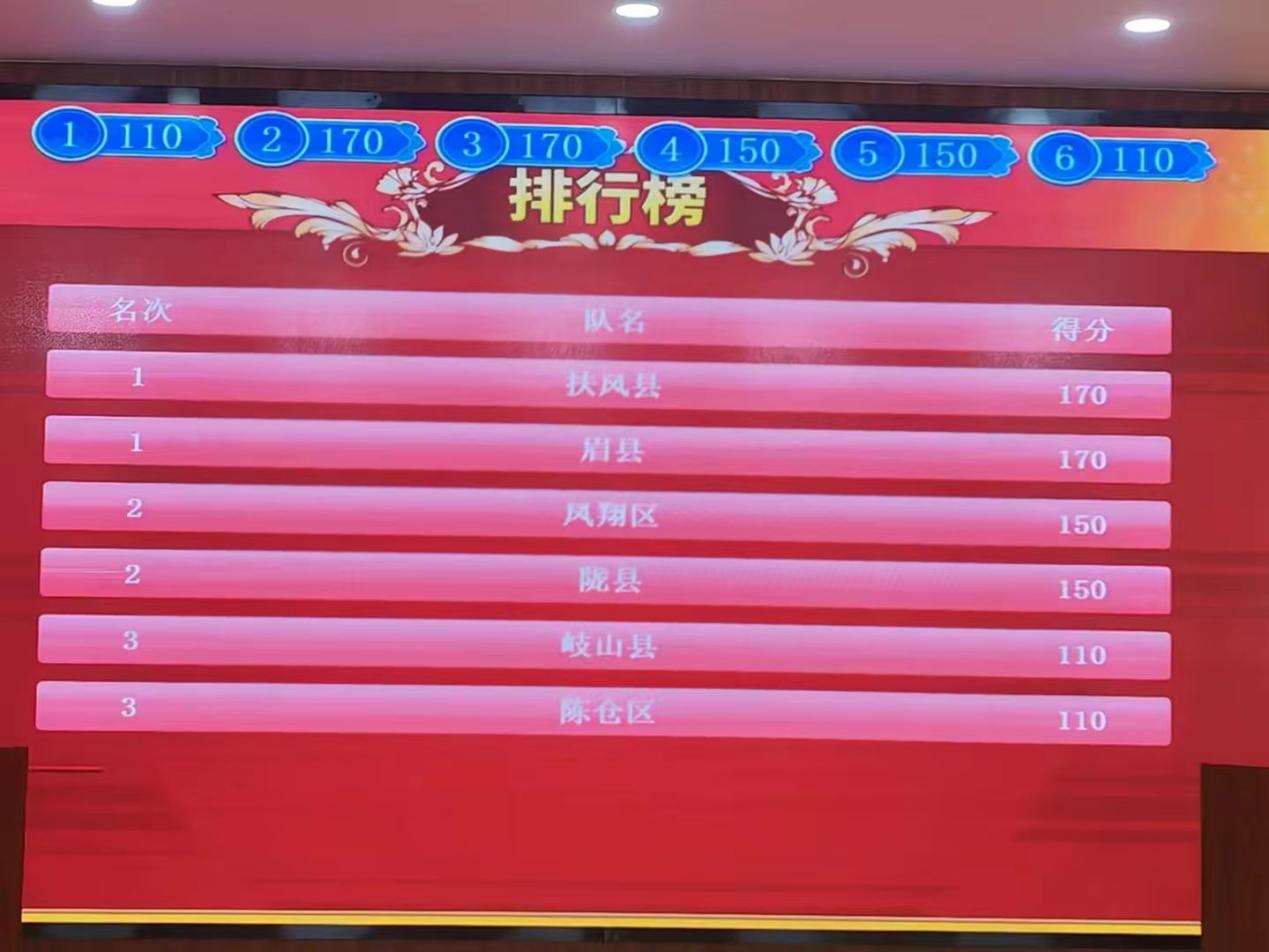 1 110 2 170 3 170 4 150 5 150 6 110
排行榜
名次 队名 得分
1 扶风县 170
1 眉县 170
2 凤翔区 150
2 陇县 150
3 岐山县 110
3 陈仓区 110